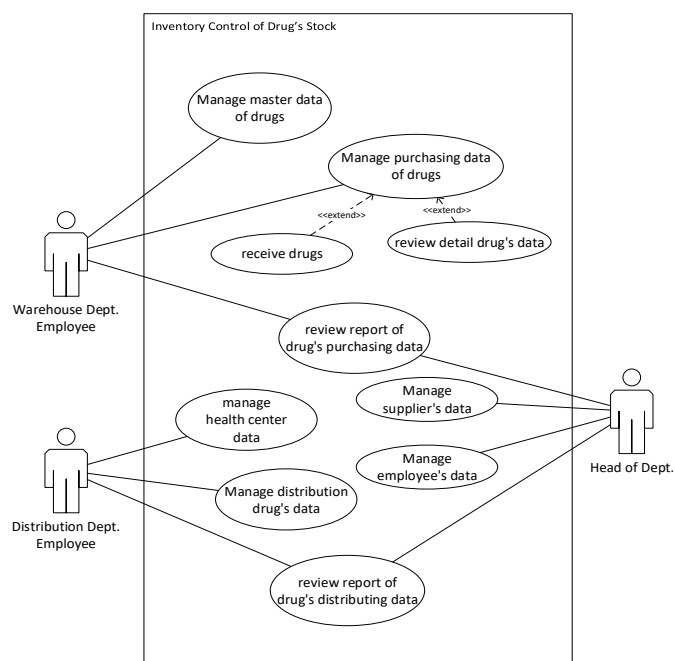 Inventory Control of Drug's Stock
Manage master data
of drugs
Manage purchasing data
of drugs
<<extend>>
<<extend>>
receive drugs
review detail drug's data
Warehouse Dept.
Employee
review report of
drug's purchasing data
Manage
supplier's data
manage
health center
data
Manage
employee's data
Head of Dept.
Manage distribution
drug's data
Distribution Dept.
Employee
review report of
drug's distributing data